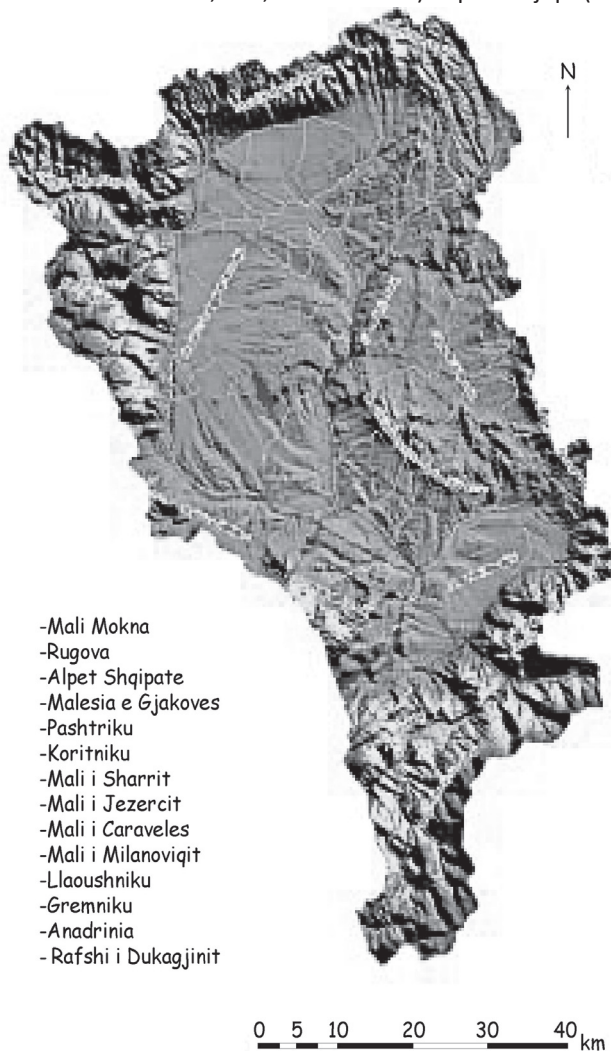 N
-Mali Mokna
-Rugova
-Alpet Shqipate
-Malesia e Gjakoves
-Pashtriku
-Koritniku
-Mali i Sharrit
-Mali i Jezercit
-Mali i Caraveles
-Mali i Milanoviqit
-Llaoushniku
-Gremniku
-Anadrinia
- Rafshi i Dukagjinit
0 5 10 20 30 40 km